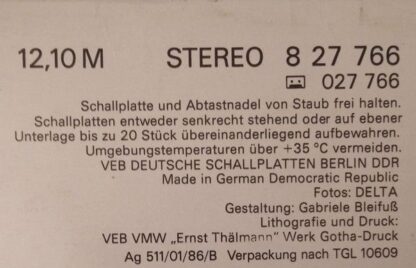 12,10 M STEREO 8 27 766
027 766
Schallplatte und Abtastnadel von Staub frei halten.
Schallplatten entweder senkrecht stehend oder auf ebener
Unterlage bis zu 20 Stück übereinanderliegend aufbewahren.
Umgebungstemperaturen über +35 °C vermeiden.
VEB DEUTSCHE SCHALLPLATTEN BERLIN DDR
Made in German Democratic Republic
Fotos: DELTA
Gestaltung: Gabriele Bleifuß
Lithografie und Druck:
VEB VMW „Ernst Thälmann" Werk Gotha-Druck
Ag 511/01/86/B Verpackung nach TGL 10609